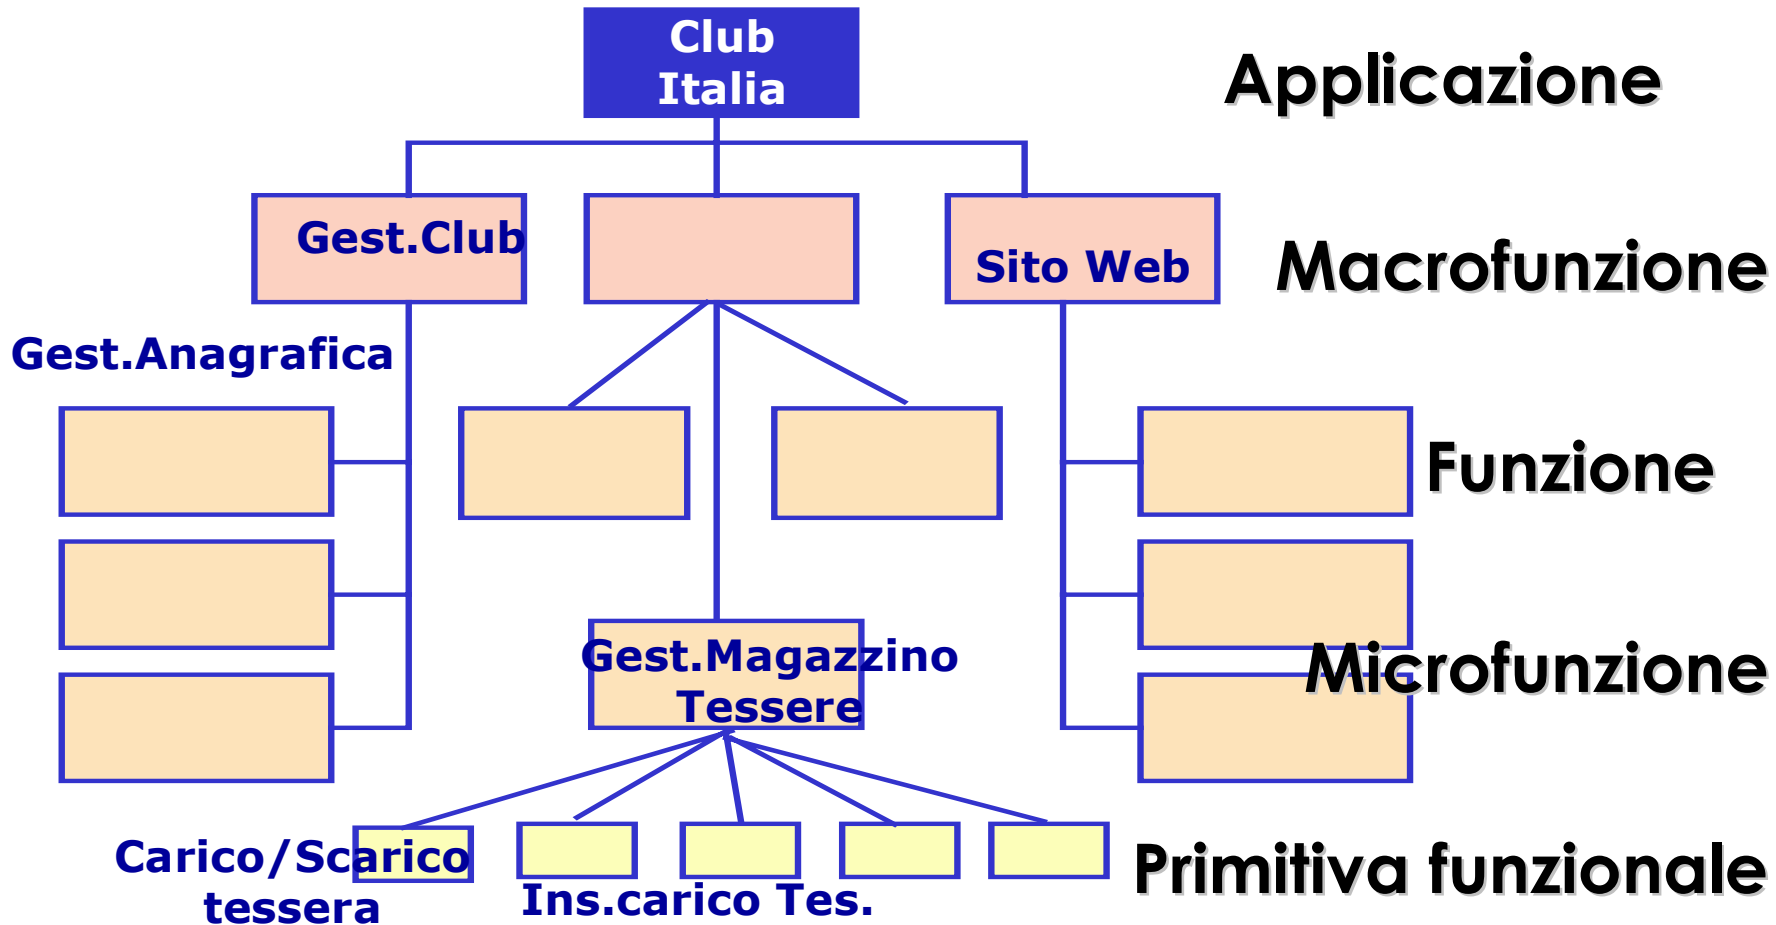 Club
Italia
Applicazione
Gest.Club
Sito Web
Macrofunzione
Gest.Anagrafica
Funzione
Gest.Magazzino
Tessere
Microfunzione
Carico/Scarico
tessera
Ins.carico Tes.
Primitiva funzionale